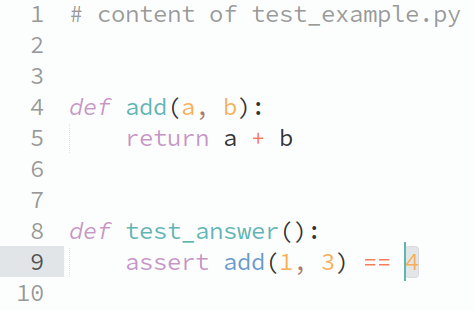 1 # content of test_example.py
2
3
4 def add(a, b):
5     return a + b
6
7
8 def test_answer():
9     assert add(1, 3) == 4
10